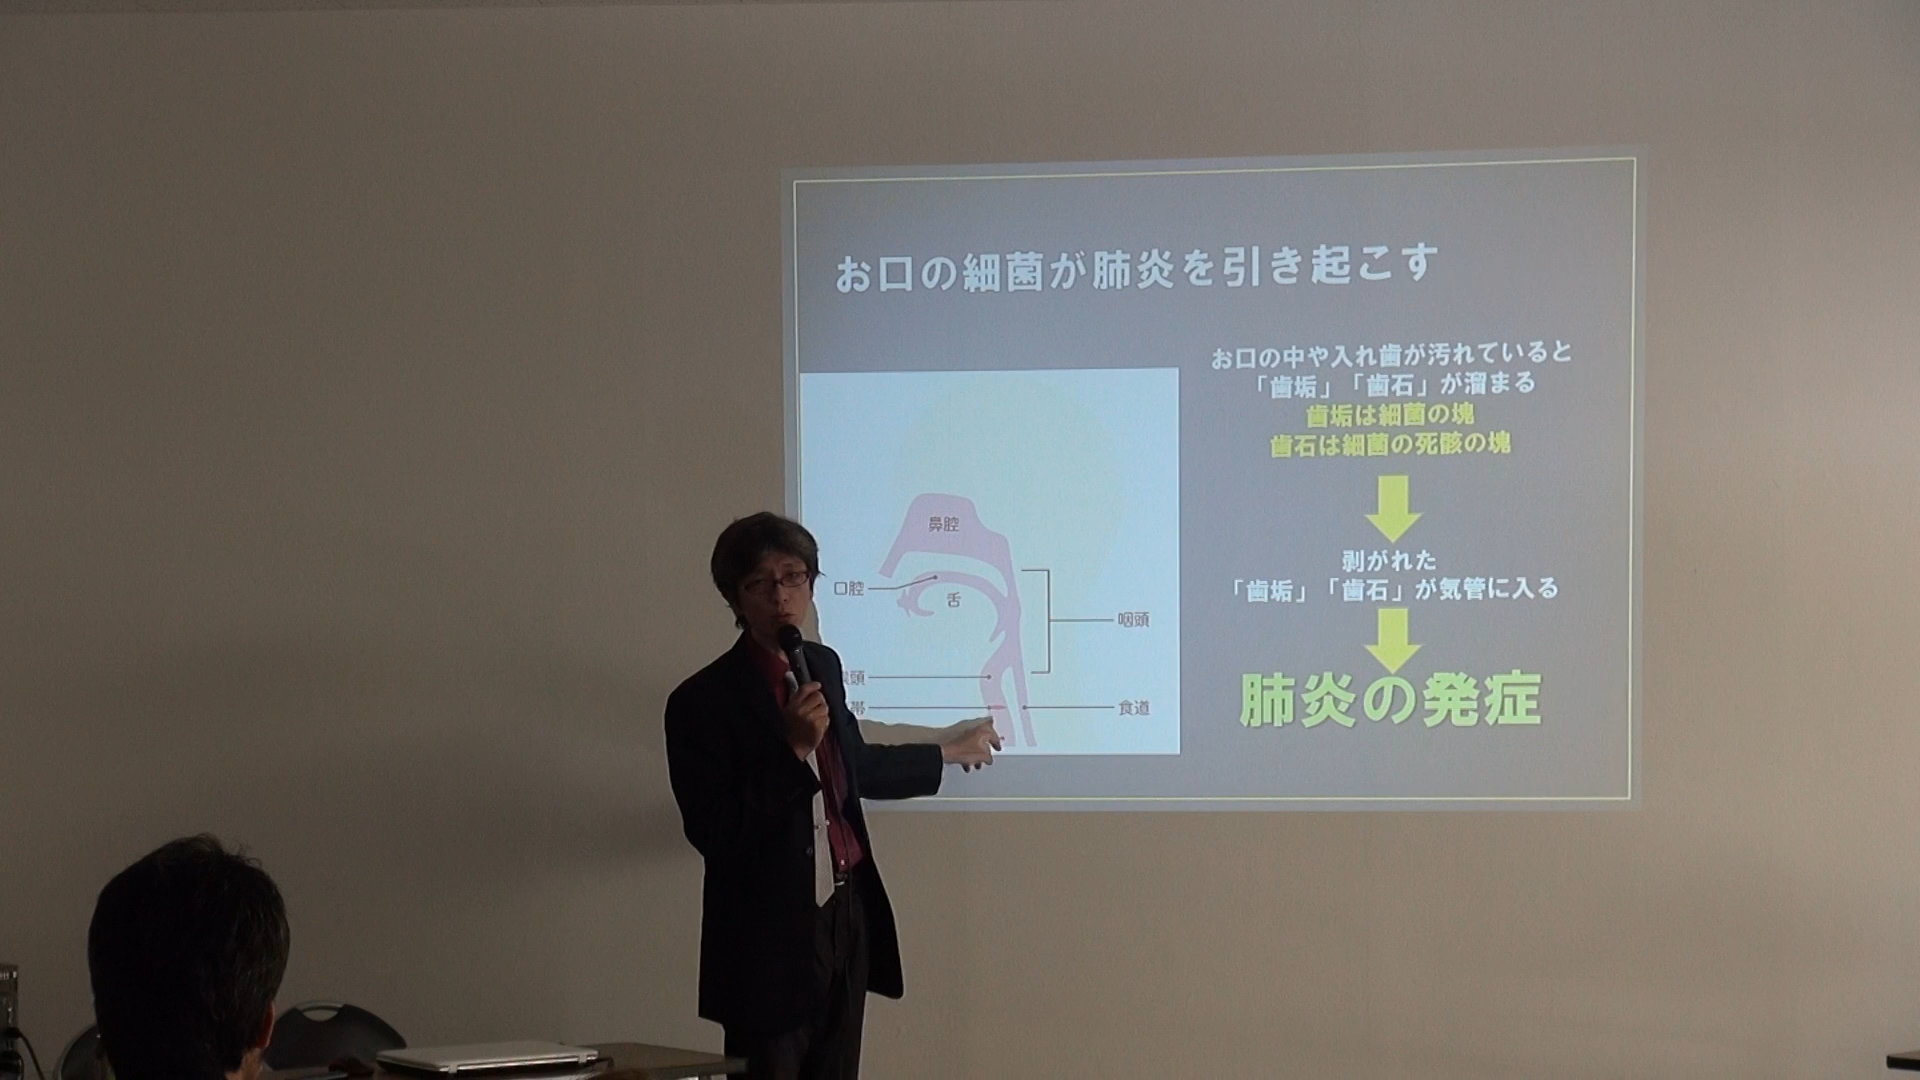 お口の細菌が肺炎を引き起こす
お口の中や入れ歯が汚れていると
「歯垢」「歯石」が溜まる
歯垢は細菌の塊
歯石は細菌の死骸の塊
剥がれた
「歯垢」「歯石」が気管に入る
肺炎の発症
鼻腔
口腔
舌
咽頭
頭
帯
食道